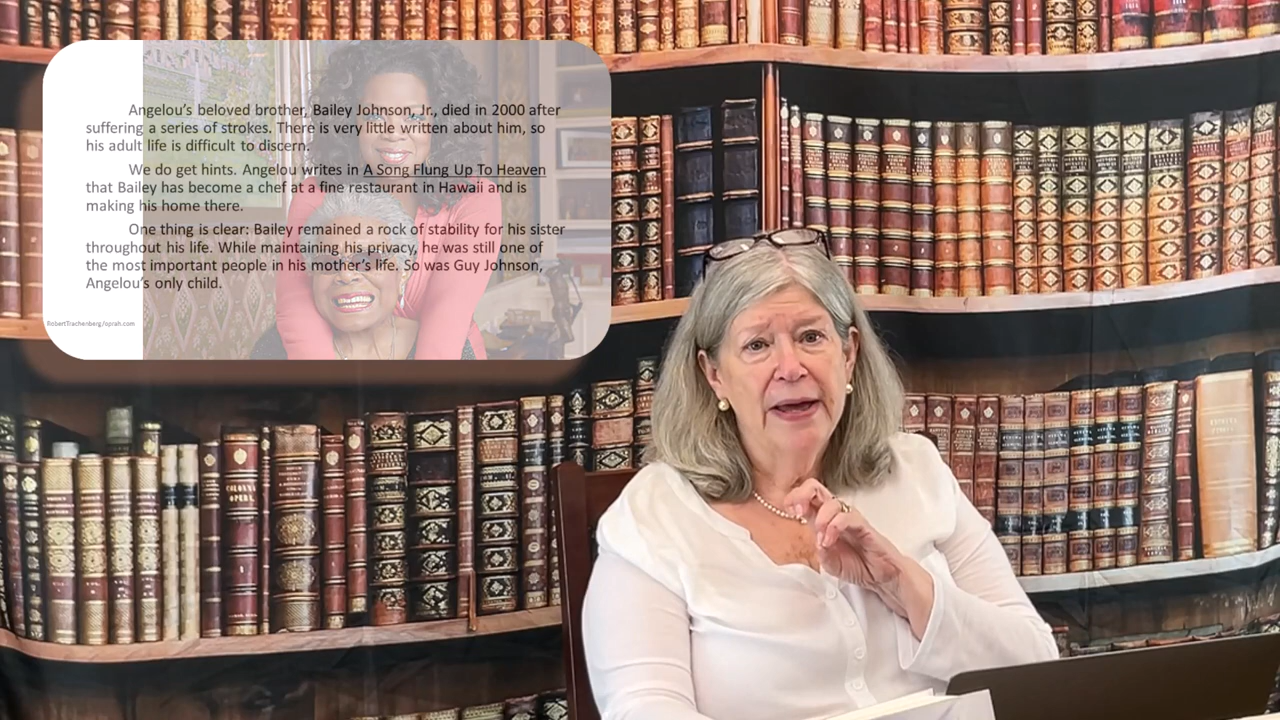 Angelou's beloved brother, Bailey Johnson, Jr., died in 2000 after
suffering a series of strokes. There is very little written about him, so
his adult life is difficult to discern.
We do get hints. Angelou writes in A Song Flung Up To Heaven
that Bailey has become a chef at a fine restaurant in Hawaii and is
making his home there.
One thing is clear: Bailey remained a rock of stability for his sister
throughout his life. While maintaining his privacy, he was still one of
the most important people in his mother's life. So was Guy Johnson,
Angelou's only child.
RobertTrachenberg/oprah.com